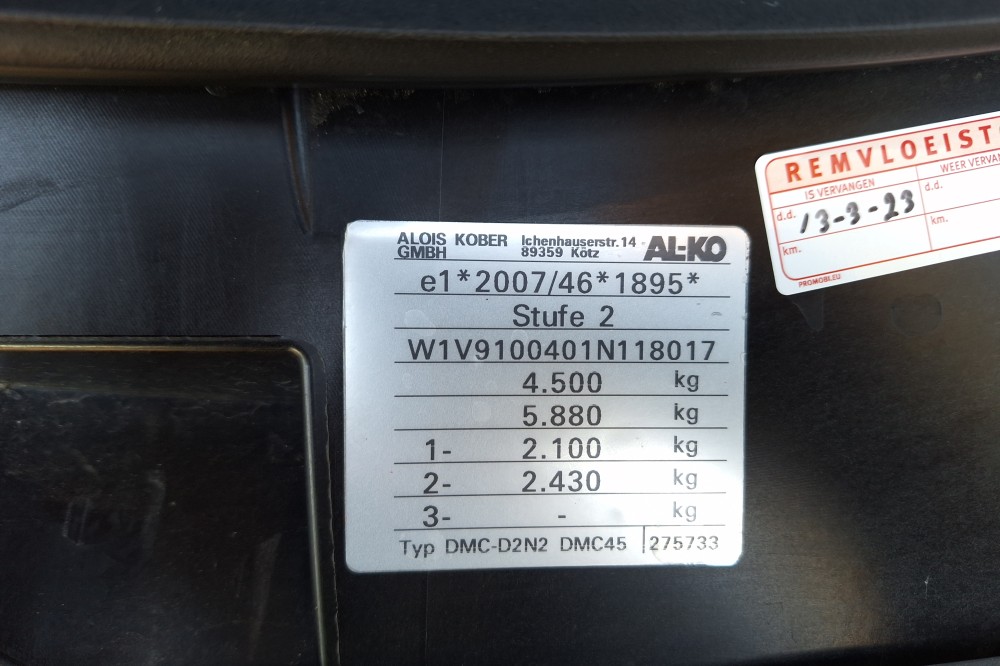 REMVLOEIST
IS VERVANGEN
WEER VERVAN
d.d. 13-3-23
d.d.
km.
km.
PROMOBI.EU
ALOIS KOBER GMBH
Ichenhauserstr. 14
89359 Kötz
AL-KO
e1*2007/46*1895*
Stufe 2
W1V9100401N118017
4.500 kg
5.880 kg
1- 2.100 kg
2- 2.430 kg
3- - kg
Typ DMC-D2N2 DMC45 275733